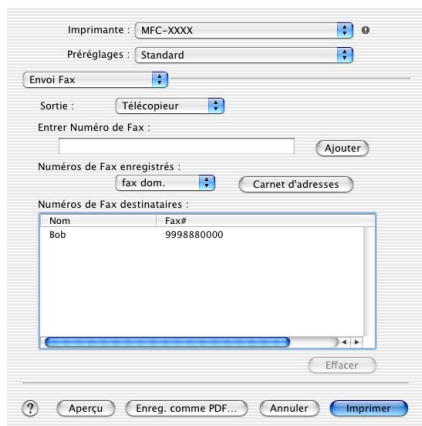 Imprimante : MFC-XXXX
Préréglages : Standard
Envoi Fax
Sortie : Télécopieur
Entrer Numéro de Fax :
Ajouter
Numéros de Fax enregistrés :
fax dom. Carnet d'adresses
Numéros de Fax destinataires :
Nom Fax#
Bob 9998880000
Effacer
? Aperçu Enreg. comme PDF... Annuler Imprimer